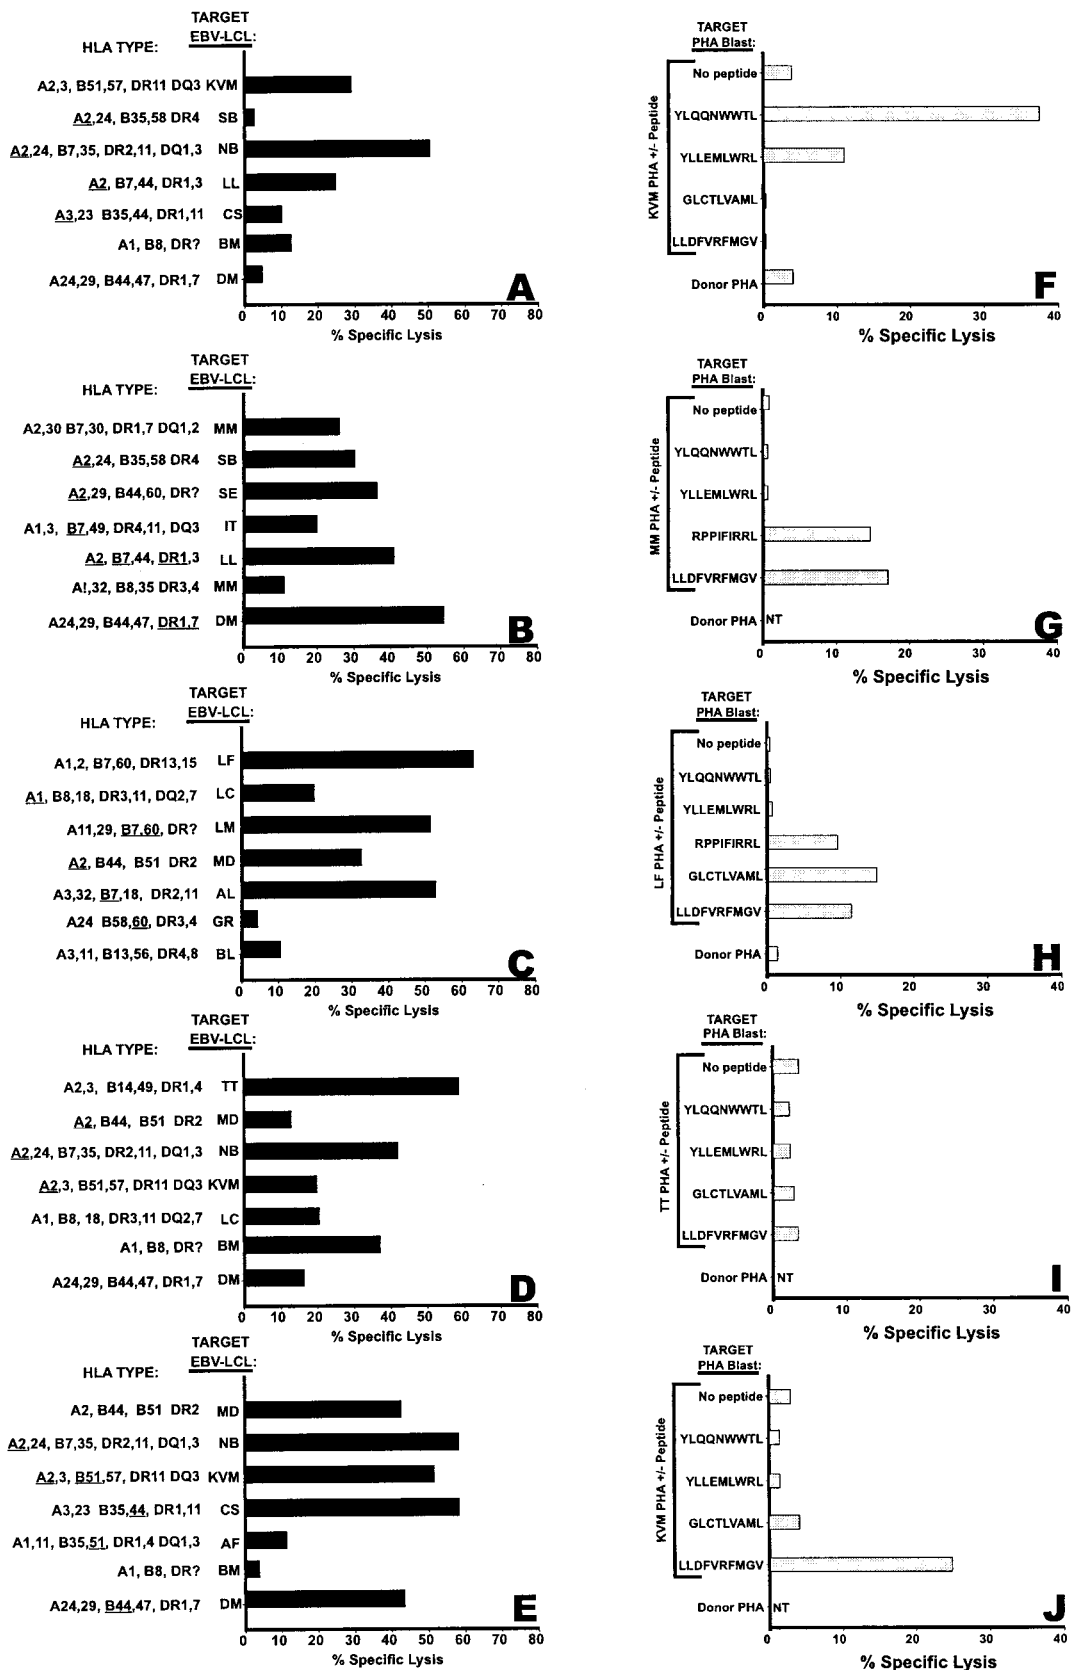 TARGET
EBV-LCL:
HLA TYPE:
A2,3, B51,57, DR11 DQ3 KVM
A2,24, B35,58 DR4 SB
A2,24, B7,35, DR2,11, DQ1,3 NB
A2, B7,44, DR1,3 LL
A3,23 B35,44, DR1,11 CS
A1, B8, DR? BM
A24,29, B44,47, DR1,7 DM
A
0 10 20 30 40 50 60 70 80
% Specific Lysis
TARGET
PHA Blast:
KVM PHA +/- Peptide
No peptide
YLQQNWWTL
YLLEMLWRL
GLCTLVAML
LLDFVRFMGV
Donor PHA
F
0 10 20 30 40
% Specific Lysis
TARGET
EBV-LCL:
HLA TYPE:
A2,30 B7,30, DR1,7 DQ1,2 MM
A2,24, B35,58 DR4 SB
A2,29, B44,60, DR? SE
A1,3, B7,49, DR4,11, DQ3 IT
A2, B7,44, DR1,3 LL
A!,32, B8,35 DR3,4 MM
A24,29, B44,47, DR1,7 DM
B
0 10 20 30 40 50 60 70 80
% Specific Lysis
TARGET
PHA Blast:
MM PHA +/- Peptide
No peptide
YLQQNWWTL
YLLEMLWRL
RPPIFIRRL
LLDFVRFMGV
Donor PHA NT
G
0 10 20 30 40
% Specific Lysis
TARGET
EBV-LCL:
HLA TYPE:
A1,2, B7,60, DR13,15 LF
A1, B8,18, DR3,11, DQ2,7 LC
A11,29, B7,60, DR? LM
A2, B44, B51 DR2 MD
A3,32, B7,18, DR2,11 AL
A24 B58,60, DR3,4 GR
A3,11, B13,56, DR4,8 BL
C
0 10 20 30 40 50 60 70 80
% Specific Lysis
TARGET
PHA Blast:
LF PHA +/- Peptide
No peptide
YLQQNWWTL
YLLEMLWRL
RPPIFIRRL
GLCTLVAML
LLDFVRFMGV
Donor PHA
H
0 10 20 30 40
% Specific Lysis
TARGET
EBV-LCL:
HLA TYPE:
A2,3, B14,49, DR1,4 TT
A2, B44, B51 DR2 MD
A2,24, B7,35, DR2,11, DQ1,3 NB
A2,3, B51,57, DR11 DQ3 KVM
A1, B8, 18, DR3,11 DQ2,7 LC
A1, B8, DR? BM
A24,29, B44,47, DR1,7 DM
D
0 10 20 30 40 50 60 70 80
% Specific Lysis
TARGET
PHA Blast:
TT PHA +/- Peptide
No peptide
YLQQNWWTL
YLLEMLWRL
GLCTLVAML
LLDFVRFMGV
Donor PHA NT
I
0 10 20 30 40
% Specific Lysis
TARGET
EBV-LCL:
HLA TYPE:
A2, B44, B51 DR2 MD
A2,24, B7,35, DR2,11, DQ1,3 NB
A2,3, B51,57, DR11 DQ3 KVM
A3,23 B35,44, DR1,11 CS
A1,11, B35,51, DR1,4 DQ1,3 AF
A1, B8, DR? BM
A24,29, B44,47, DR1,7 DM
E
0 10 20 30 40 50 60 70 80
% Specific Lysis
TARGET
PHA Blast:
KVM PHA +/- Peptide
No peptide
YLQQNWWTL
YLLEMLWRL
GLCTLVAML
LLDFVRFMGV
Donor PHA NT
J
0 10 20 30 40
% Specific Lysis